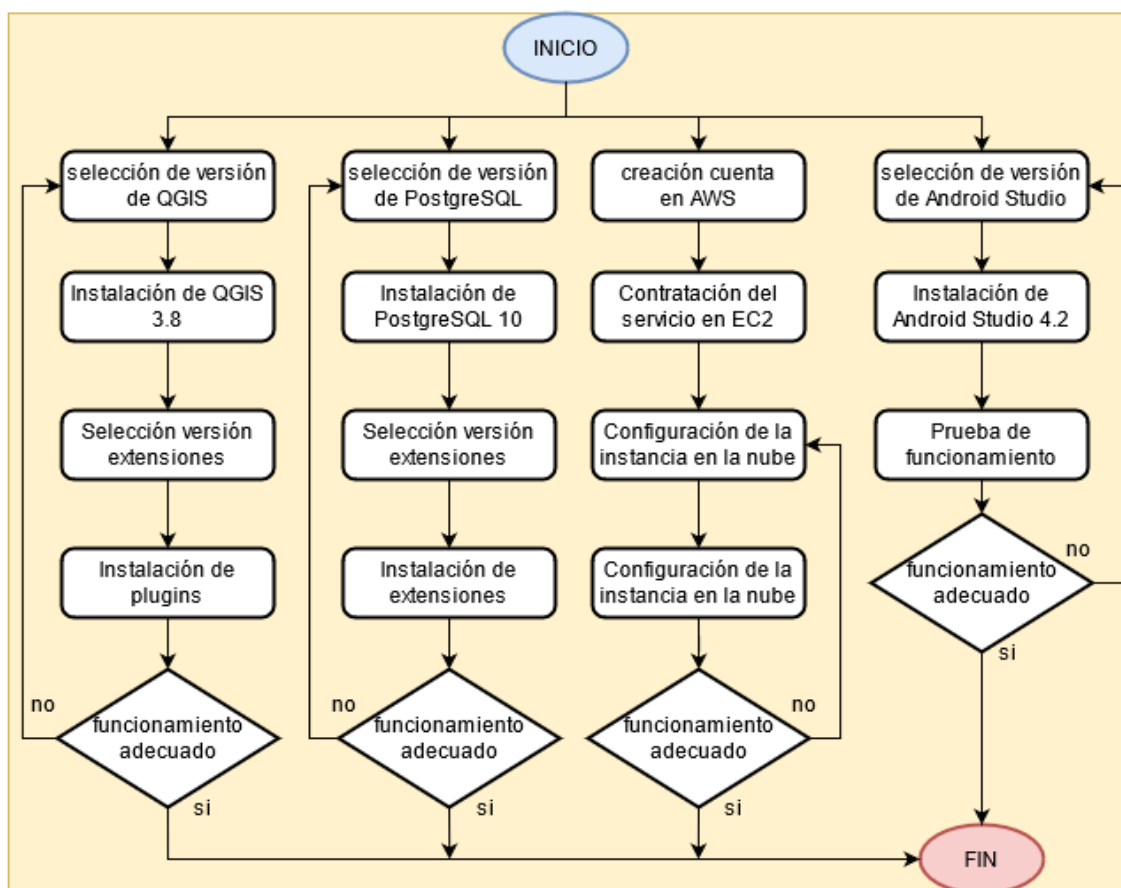 INICIO
selección de versión
de QGIS
selección de versión
de PostgreSQL
creación cuenta
en AWS
selección de versión
de Android Studio
Instalación de QGIS
3.8
Instalación de
PostgreSQL 10
Contratación del
servicio en EC2
Instalación de
Android Studio 4.2
Selección versión
extensiones
Selección versión
extensiones
Configuración de la
instancia en la nube
Prueba de
funcionamiento
Instalación de
plugins
Instalación de
extensiones
Configuración de la
instancia en la nube
funcionamiento
adecuado
no
si
no
funcionamiento
adecuado
si
no
funcionamiento
adecuado
si
funcionamiento
adecuado
no
si
FIN